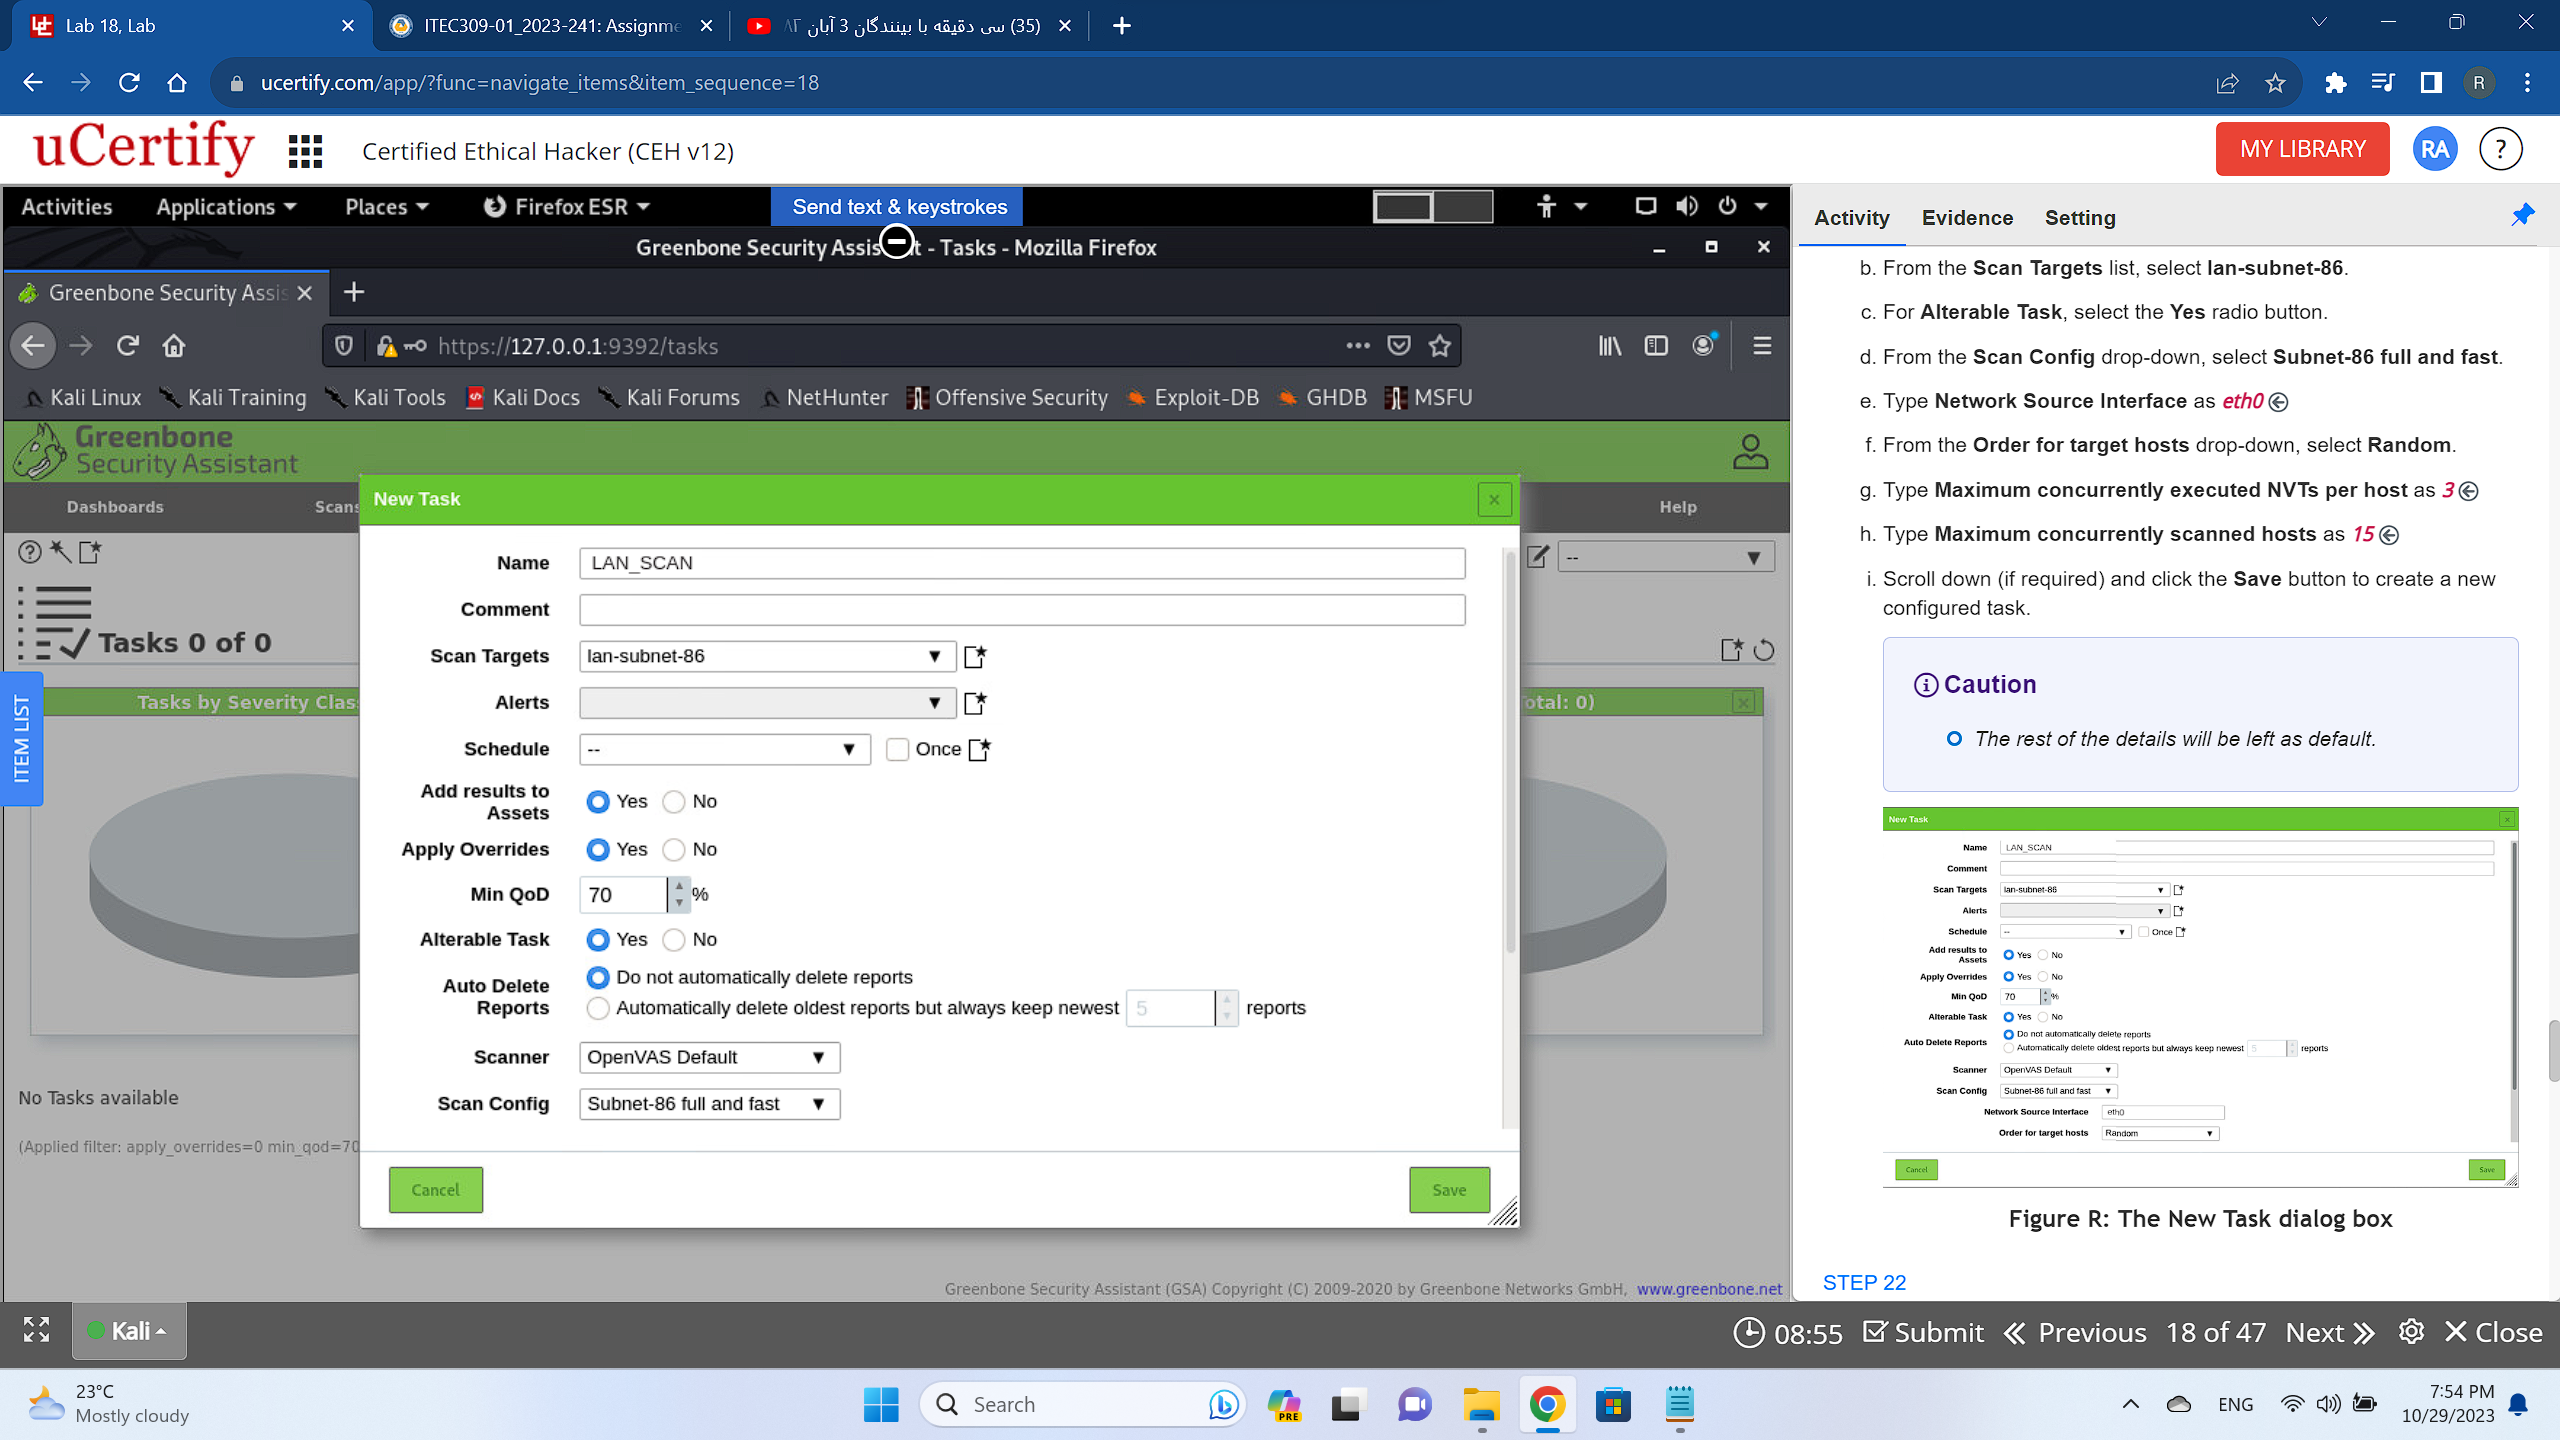 Lab 18, Lab
ITEC309-01_2023-241: Assignme
(35) سی دقیقه با بینندگان 3 آبان ۸۲
ucertify.com/app/?func=navigate_items&item_sequence=18
R
uCertify
Certified Ethical Hacker (CEH v12)
MY LIBRARY
RA
?
Activities Applications Places Firefox ESR
Send text & keystrokes
Greenbone Security Assis t - Tasks - Mozilla Firefox
Greenbone Security Assis
https://127.0.0.1:9392/tasks
Kali Linux Kali Training Kali Tools Kali Docs Kali Forums NetHunter Offensive Security Exploit-DB GHDB MSFU
Greenbone
Security Assistant
Dashboards Scans Help
--
Tasks 0 of 0
Tasks by Severity Clas
otal: 0)
ITEM LIST
No Tasks available
(Applied filter: apply_overrides=0 min_qod=70
New Task
Name LAN_SCAN
Comment
Scan Targets lan-subnet-86
Alerts
Schedule -- Once
Add results to
Assets
Yes No
Apply Overrides Yes No
Min QoD 70 %
Alterable Task Yes No
Auto Delete
Reports
Do not automatically delete reports
Automatically delete oldest reports but always keep newest 5 reports
Scanner OpenVAS Default
Scan Config Subnet-86 full and fast
Cancel Save
Greenbone Security Assistant (GSA) Copyright (C) 2009-2020 by Greenbone Networks GmbH, www.greenbone.net
Activity Evidence Setting
b. From the Scan Targets list, select lan-subnet-86.
c. For Alterable Task, select the Yes radio button.
d. From the Scan Config drop-down, select Subnet-86 full and fast.
e. Type Network Source Interface as eth0
f. From the Order for target hosts drop-down, select Random.
g. Type Maximum concurrently executed NVTs per host as 3
h. Type Maximum concurrently scanned hosts as 15
i. Scroll down (if required) and click the Save button to create a new
configured task.
Caution
The rest of the details will be left as default.
New Task
Name LAN_SCAN
Comment
Scan Targets lan-subnet-86
Alerts
Schedule -- Once
Add results to
Assets
Yes No
Apply Overrides Yes No
Min QoD 70 %
Alterable Task Yes No
Do not automatically delete reports
Auto Delete Reports
Automatically delete oldest reports but always keep newest 5 reports
Scanner OpenVAS Default
Scan Config Subnet-86 full and fast
Network Source Interface eth0
Order for target hosts Random
Cancel Save
Figure R: The New Task dialog box
STEP 22
Kali
08:55 Submit Previous 18 of 47 Next Close
23°C
Mostly cloudy
Search
PRE
ENG
7:54 PM
10/29/2023